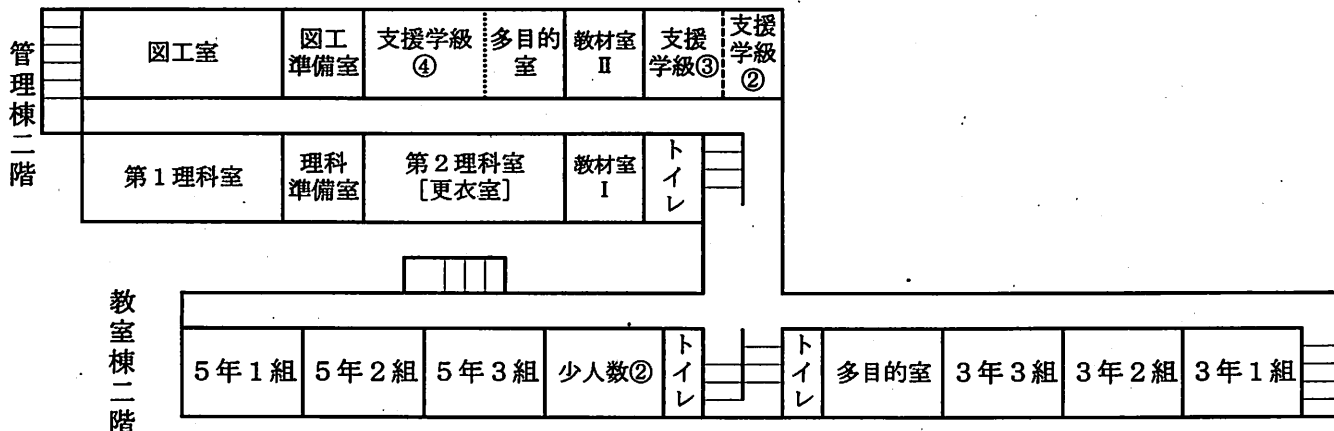 管理棟二階
図工室
図工
準備室
支援学級
④
多目的
室
教材室
Ⅱ
支援
学級③
支援
学級
②
第1理科室
理科
準備室
第2理科室
[更衣室]
教材室
Ⅰ
トイレ
教室棟二階
5年1組
5年2組
5年3組
少人数②
トイレ
トイレ
多目的室
3年3組
3年2組
3年1組